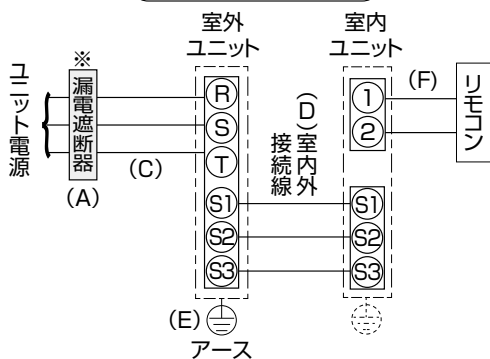 室外
ユニット
室内
ユニット
※
漏電遮断器
ユニット電源
(A)
(C)
R
S
T
S1
S2
S3
(D)室内外
接続線
1
2
S1
S2
S3
(F)
リモコン
(E)
アース